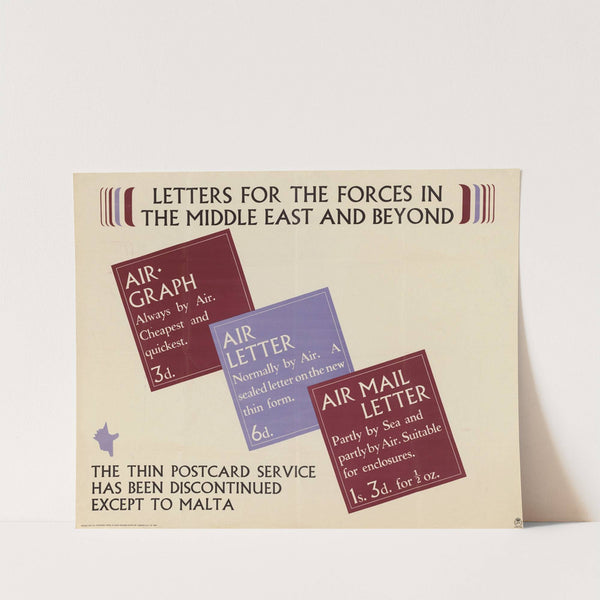 LETTERS FOR THE FORCES IN
THE MIDDLE EAST AND BEYOND
AIR-
GRAPH
Always by Air.
Cheapest and
quickest.
3d.
AIR
LETTER
Normally by Air. A
sealed letter on the new
thin form.
6d.
AIR MAIL
LETTER
Partly by Sea and
partly by Air. Suitable
for enclosures.
1s. 3d. for ½ oz.
THE THIN POSTCARD SERVICE
HAS BEEN DISCONTINUED
EXCEPT TO MALTA